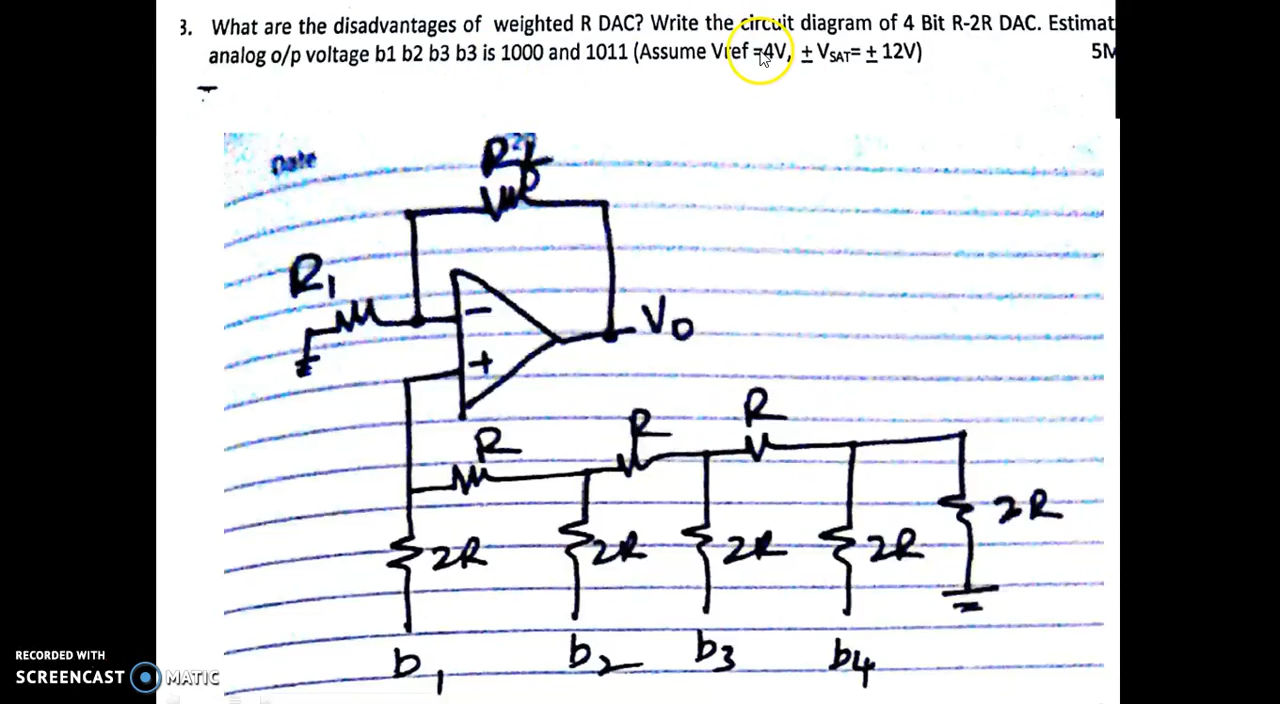 3. What are the disadvantages of weighted R DAC? Write the circuit diagram of 4 Bit R-2R DAC. Estimat
analog o/p voltage b1 b2 b3 b3 is 1000 and 1011 (Assume Vref =4V, ± VSAT= ± 12V) 5M
Date
R1
Vo
R R R
2R 2R 2R 2R 2R
b1 b2 b3 b4
RECORDED WITH
SCREENCAST MATIC